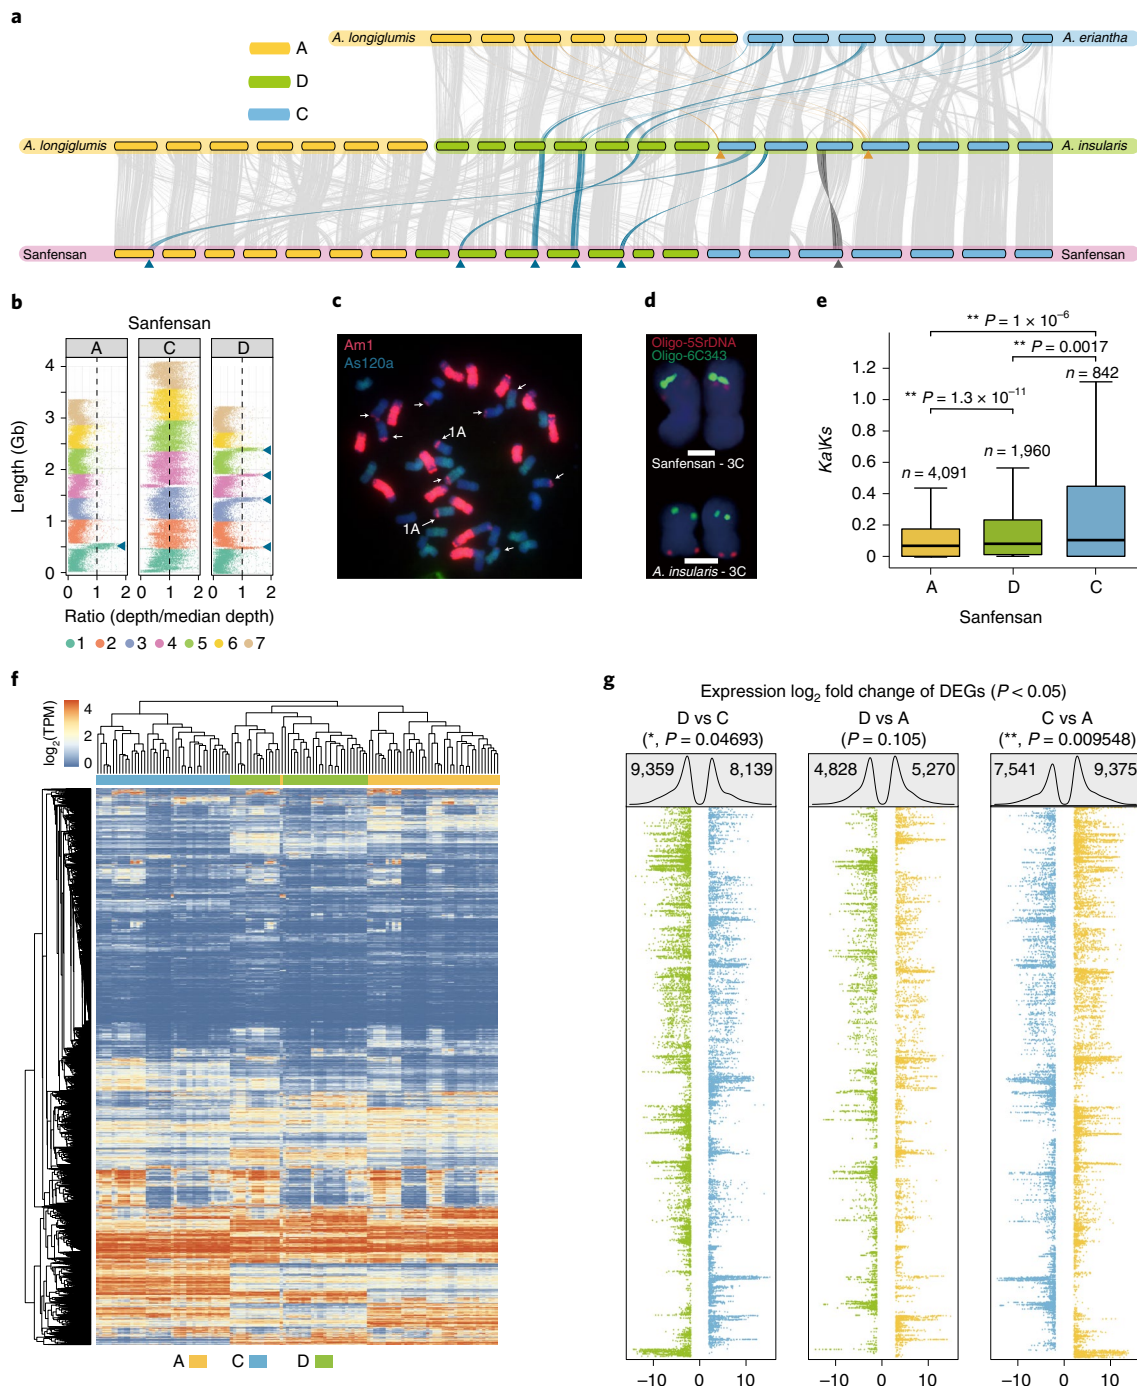 a
A. longiglumis
A. eriantha
A
D
C
A. longiglumis
A. insularis
Sanfensan
Sanfensan
b
Sanfensan
A
C
D
Length (Gb)
4
3
2
1
0
0 1 2
0 1 2
0 1 2
Ratio (depth/median depth)
1 2 3 4 5 6 7
c
Am1
As120a
1A
1A
d
Oligo-5SrDNA
Oligo-6C343
Sanfensan - 3C
A. insularis - 3C
e
** P = 1 × 10⁻⁶
** P = 0.0017
n = 842
** P = 1.3 × 10⁻¹¹
n = 1,960
n = 4,091
Ka\Ks
1.2
1.0
0.8
0.6
0.4
0.2
0
A D C
Sanfensan
f
log₂(TPM)
4
2
0
A C D
g
Expression log₂ fold change of DEGs (P < 0.05)
D vs C
(*, P = 0.04693)
9,359 8,139
D vs A
(P = 0.105)
4,828 5,270
C vs A
(**, P = 0.009548)
7,541 9,375
−10 0 10
−10 0 10
−10 0 10